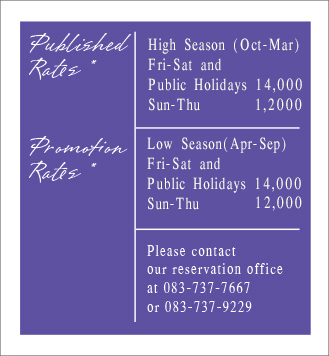 Published
Rates *
High Season (Oct-Mar)
Fri-Sat and
Public Holidays 14,000
Sun-Thu 1,2000
Promotion
Rates *
Low Season(Apr-Sep)
Fri-Sat and
Public Holidays 14,000
Sun-Thu 12,000
Please contact
our reservation office
at 083-737-7667
or 083-737-9229